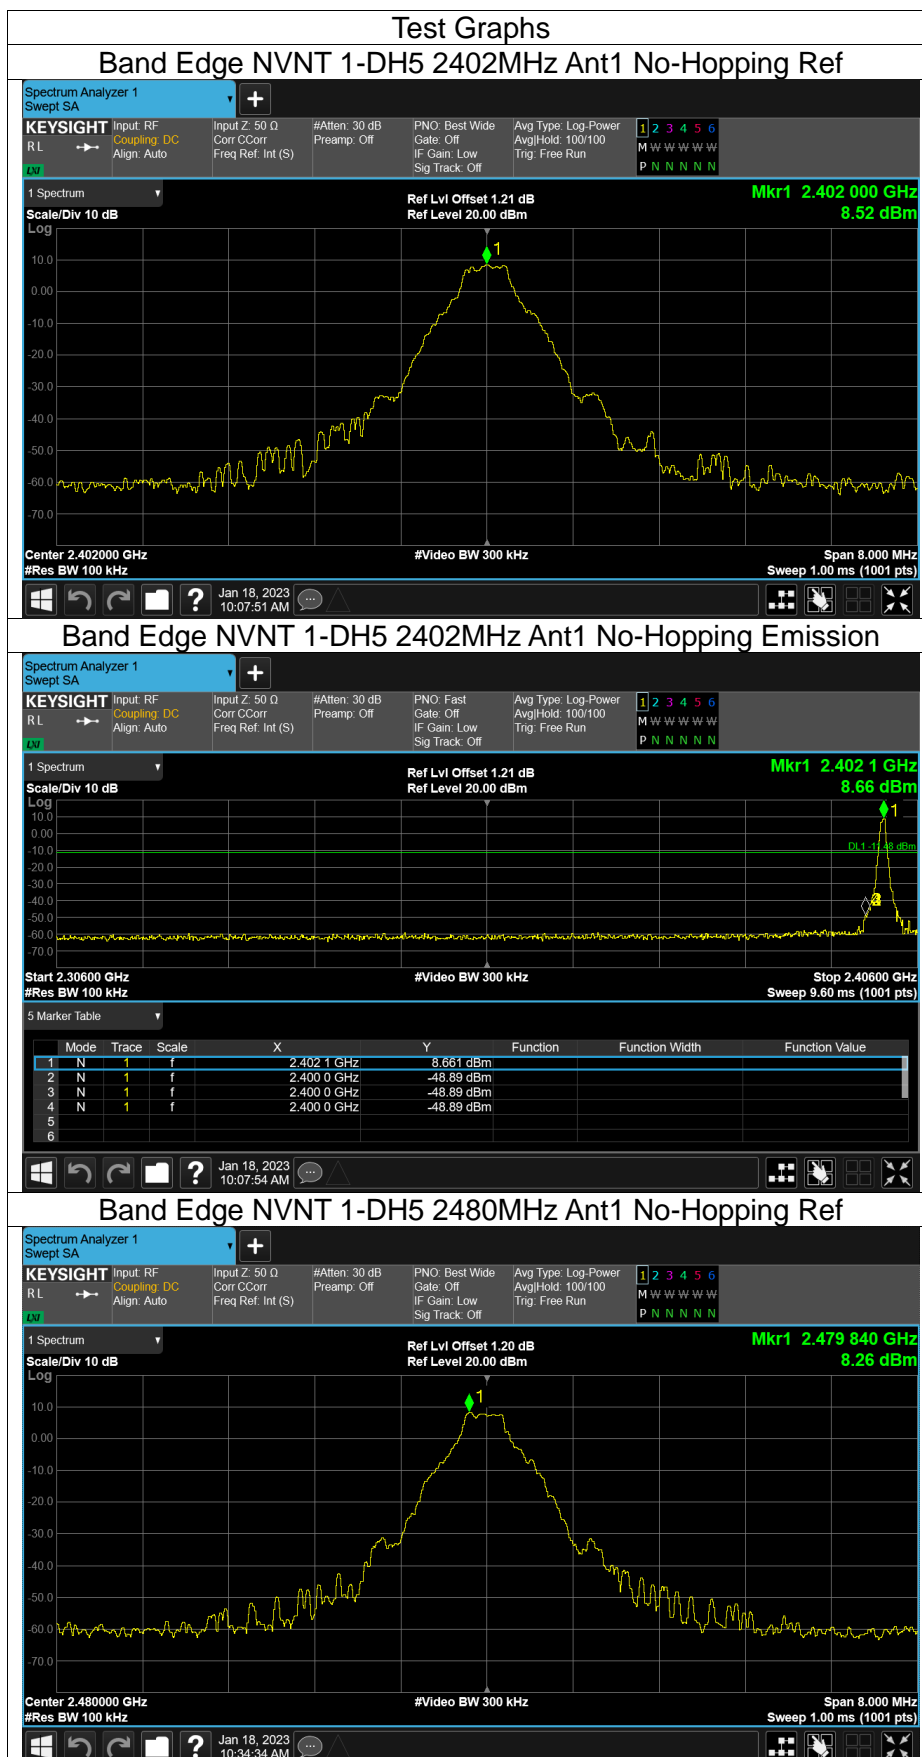 Test Graphs
Band Edge NVNT 1-DH5 2402MHz Ant1 No-Hopping Ref
Spectrum Analyzer 1
Swept SA
KEYSIGHT Input: RF Input Z: 50 Ω #Atten: 30 dB PNO: Best Wide Avg Type: Log-Power 1 2 3 4 5 6
RL Coupling: DC Corr CCorr Preamp: Off Gate: Off Avg|Hold: 100/100 M W W W W W
Align: Auto Freq Ref: Int (S) IF Gain: Low Trig: Free Run
LXI Sig Track: Off P N N N N N
1 Spectrum Ref Lvl Offset 1.21 dB Mkr1 2.402 000 GHz
Scale/Div 10 dB Ref Level 20.00 dBm 8.52 dBm
Log
1
10.0
0.00
-10.0
-20.0
-30.0
-40.0
-50.0
-60.0
-70.0
Center 2.402000 GHz #Video BW 300 kHz Span 8.000 MHz
#Res BW 100 kHz Sweep 1.00 ms (1001 pts)
? Jan 18, 2023
10:07:51 AM
Band Edge NVNT 1-DH5 2402MHz Ant1 No-Hopping Emission
Spectrum Analyzer 1
Swept SA
KEYSIGHT Input: RF Input Z: 50 Ω #Atten: 30 dB PNO: Fast Avg Type: Log-Power 1 2 3 4 5 6
RL Coupling: DC Corr CCorr Preamp: Off Gate: Off Avg|Hold: 100/100 M W W W W W
Align: Auto Freq Ref: Int (S) IF Gain: Low Trig: Free Run
LXI Sig Track: Off P N N N N N
1 Spectrum Ref Lvl Offset 1.21 dB Mkr1 2.402 1 GHz
Scale/Div 10 dB Ref Level 20.00 dBm 8.66 dBm
Log
1
10.0
0.00
DL1 -11.48 dBm
-10.0
-20.0
-30.0
-40.0
-50.0
-60.0
-70.0
Start 2.30600 GHz #Video BW 300 kHz Stop 2.40600 GHz
#Res BW 100 kHz Sweep 9.60 ms (1001 pts)
5 Marker Table
Mode Trace Scale X Y Function Function Width Function Value
1 N 1 f 2.402 1 GHz 8.661 dBm
2 N 1 f 2.400 0 GHz -48.89 dBm
3 N 1 f 2.400 0 GHz -48.89 dBm
4 N 1 f 2.400 0 GHz -48.89 dBm
5
6
? Jan 18, 2023
10:07:54 AM
Band Edge NVNT 1-DH5 2480MHz Ant1 No-Hopping Ref
Spectrum Analyzer 1
Swept SA
KEYSIGHT Input: RF Input Z: 50 Ω #Atten: 30 dB PNO: Best Wide Avg Type: Log-Power 1 2 3 4 5 6
RL Coupling: DC Corr CCorr Preamp: Off Gate: Off Avg|Hold: 100/100 M W W W W W
Align: Auto Freq Ref: Int (S) IF Gain: Low Trig: Free Run
LXI Sig Track: Off P N N N N N
1 Spectrum Ref Lvl Offset 1.20 dB Mkr1 2.479 840 GHz
Scale/Div 10 dB Ref Level 20.00 dBm 8.26 dBm
Log
1
10.0
0.00
-10.0
-20.0
-30.0
-40.0
-50.0
-60.0
-70.0
Center 2.480000 GHz #Video BW 300 kHz Span 8.000 MHz
#Res BW 100 kHz Sweep 1.00 ms (1001 pts)
? Jan 18, 2023
10:34:34 AM